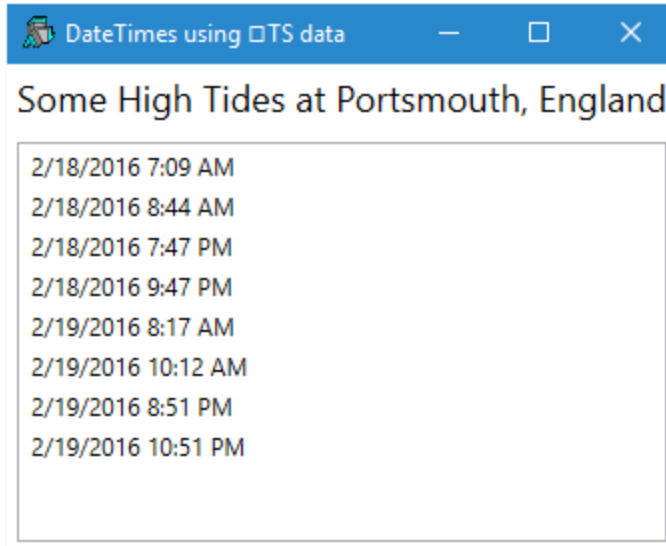 DateTimes using □TS data
Some High Tides at Portsmouth, England
2/18/2016 7:09 AM
2/18/2016 8:44 AM
2/18/2016 7:47 PM
2/18/2016 9:47 PM
2/19/2016 8:17 AM
2/19/2016 10:12 AM
2/19/2016 8:51 PM
2/19/2016 10:51 PM